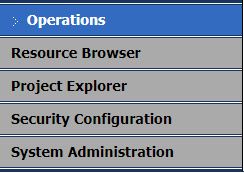 Operations
Resource Browser
Project Explorer
Security Configuration
System Administration